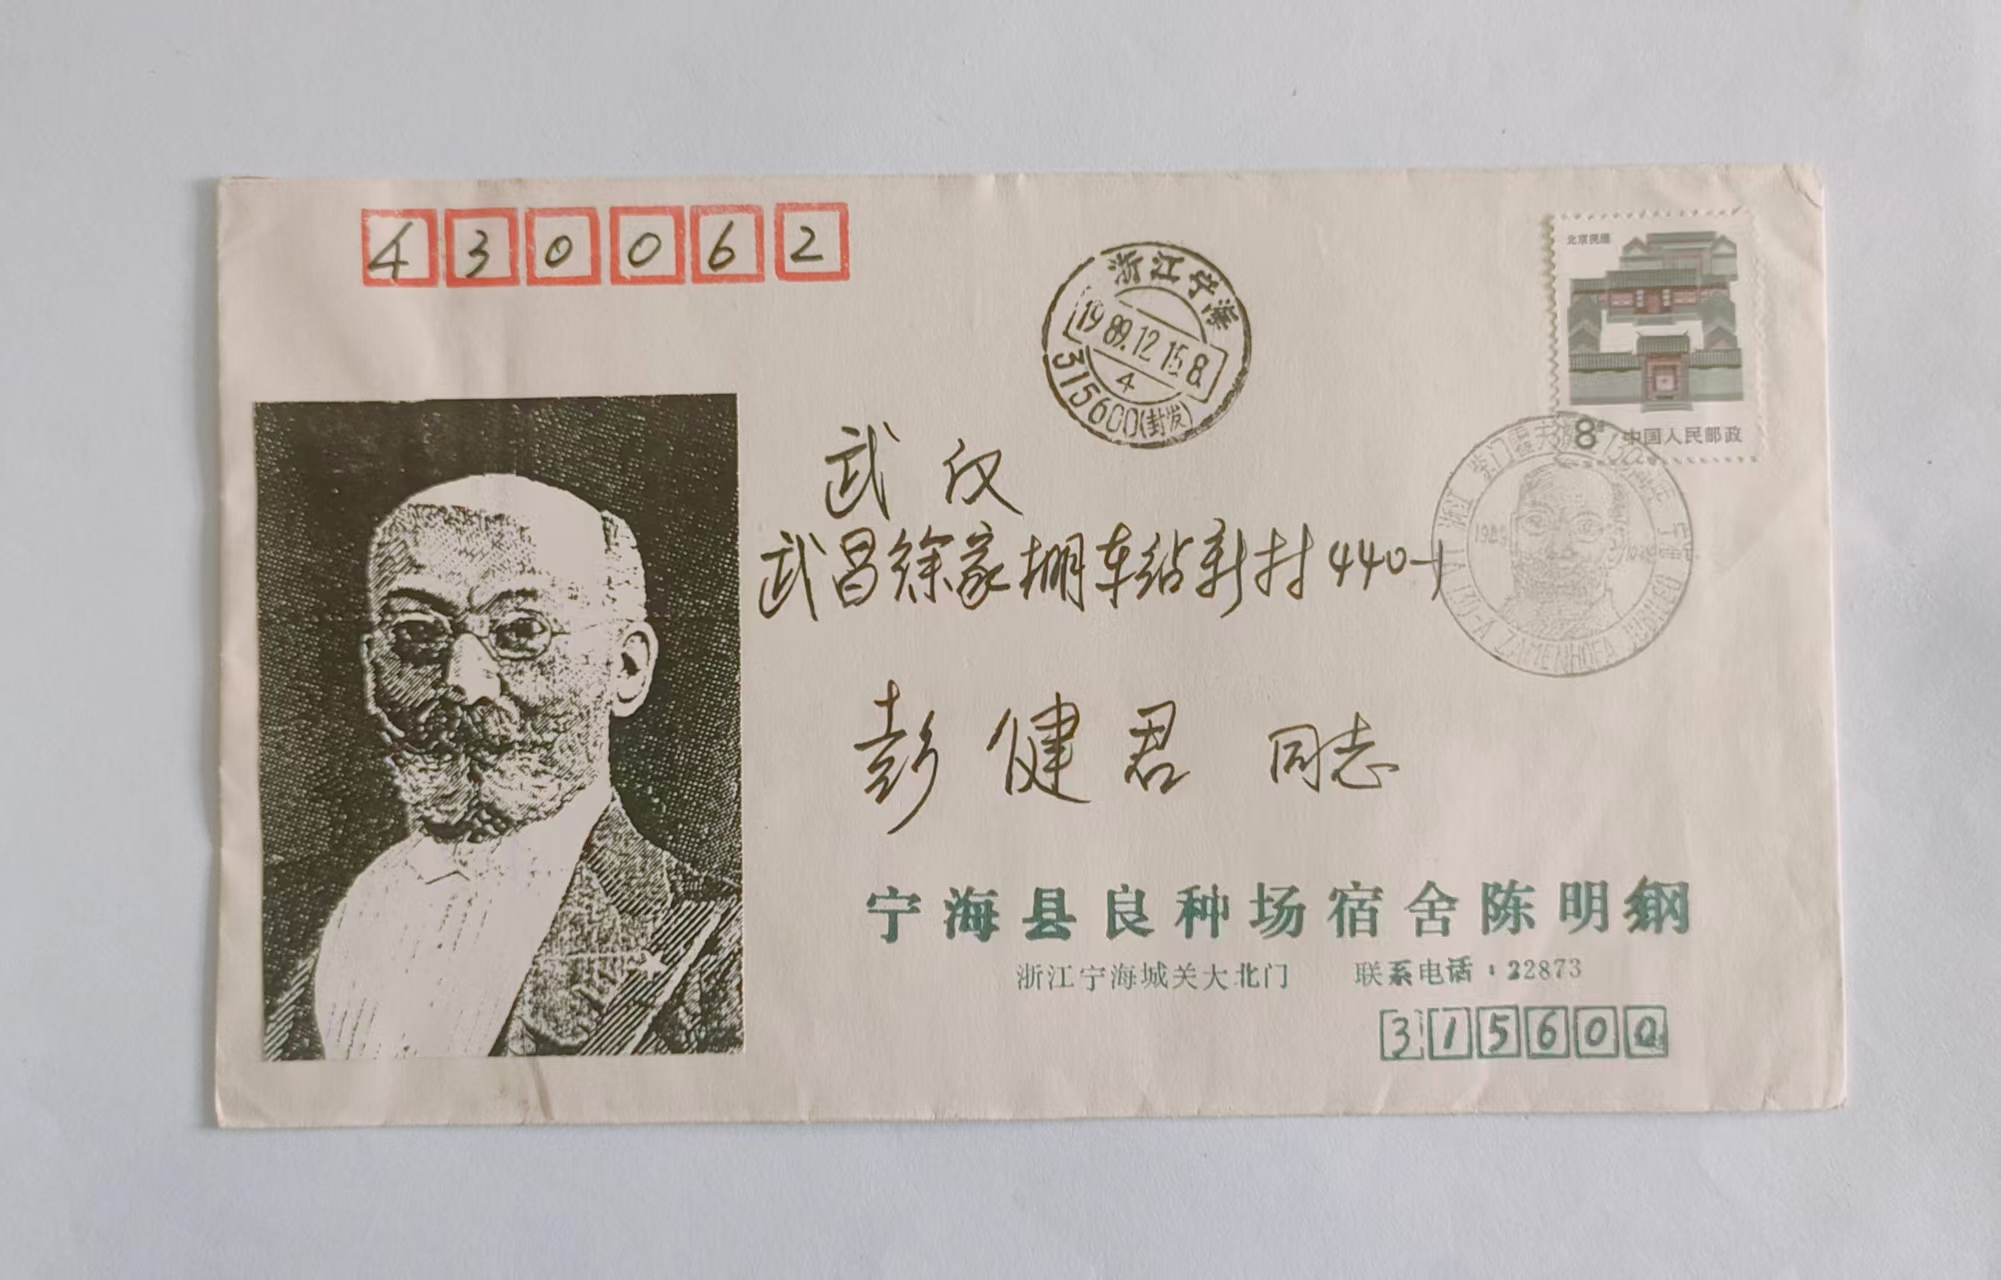 430062
北京民居
8分 中国人民邮政
浙江宁海
1989.12.15.8
4
315600(封发)
武汉
武昌徐家棚车站新村440-1
彭健君 同志
宁海县良种场宿舍陈明钢
浙江宁海城关大北门 联系电话:22873
315600
ZAMENHOFA